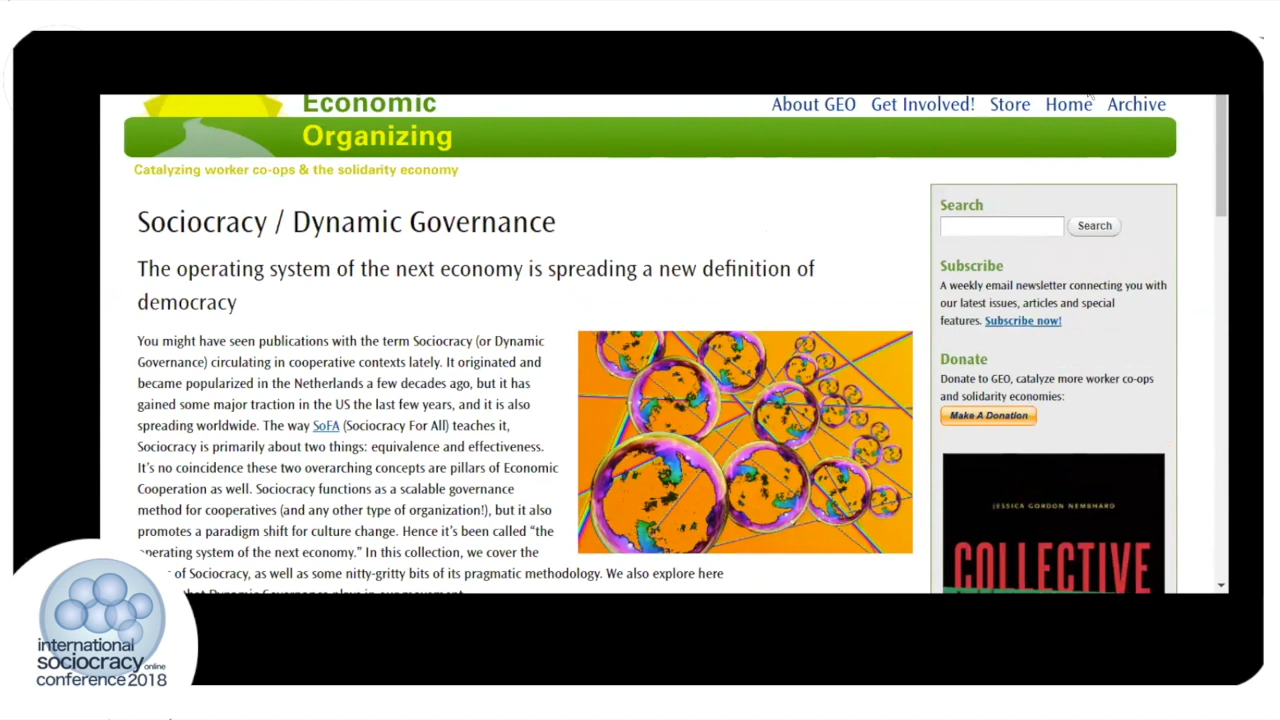 Economic
Organizing
About GEO Get Involved! Store Home Archive
Catalyzing worker co-ops & the solidarity economy
Sociocracy / Dynamic Governance
The operating system of the next economy is spreading a new definition of
democracy
You might have seen publications with the term Sociocracy (or Dynamic
Governance) circulating in cooperative contexts lately. It originated and
became popularized in the Netherlands a few decades ago, but it has
gained some major traction in the US the last few years, and it is also
spreading worldwide. The way SoFA (Sociocracy For All) teaches it,
Sociocracy is primarily about two things: equivalence and effectiveness.
It's no coincidence these two overarching concepts are pillars of Economic
Cooperation as well. Sociocracy functions as a scalable governance
method for cooperatives (and any other type of organization!), but it also
promotes a paradigm shift for culture change. Hence it's been called “the
operating system of the next economy.” In this collection, we cover the
of Sociocracy, as well as some nitty-gritty bits of its pragmatic methodology. We also explore here
Search
Search
Subscribe
A weekly email newsletter connecting you with
our latest issues, articles and special
features. Subscribe now!
Donate
Donate to GEO, catalyze more worker co-ops
and solidarity economies:
Make A Donation
JESSICA GORDON NEMBHARD
COLLECTIVE
international
sociocracy online
conference 2018